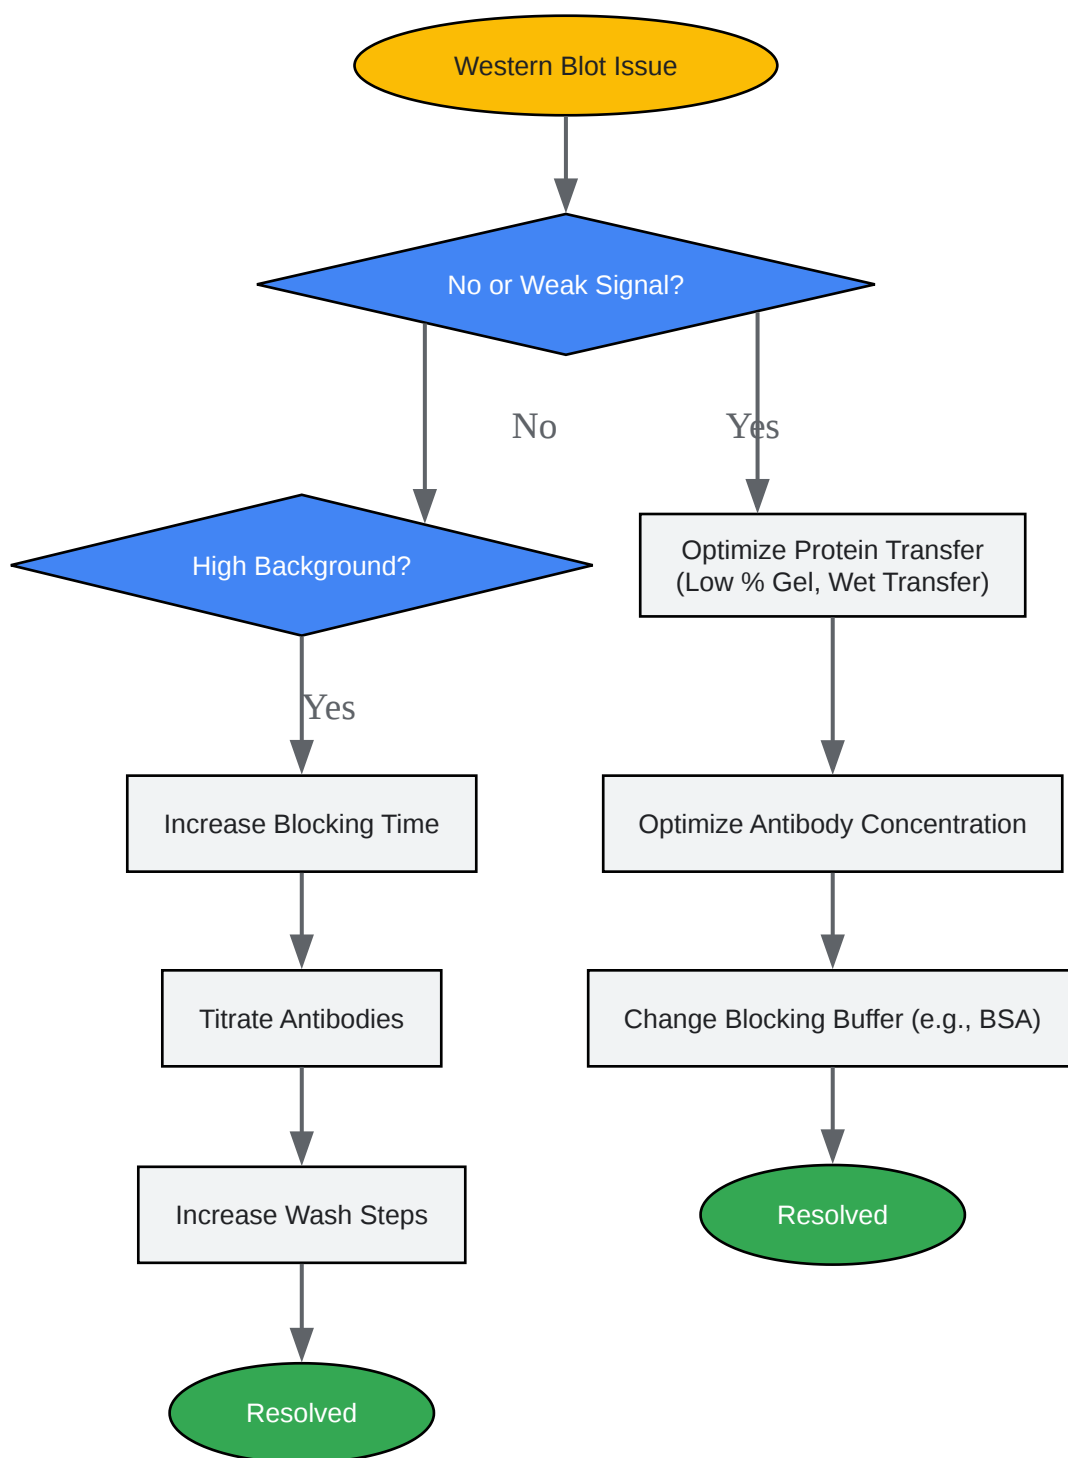 Western Blot Issue
No or Weak Signal?
No
Yes
High Background?
Optimize Protein Transfer
(Low % Gel, Wet Transfer)
Yes
Increase Blocking Time
Optimize Antibody Concentration
Titrate Antibodies
Change Blocking Buffer (e.g., BSA)
Increase Wash Steps
Resolved
Resolved